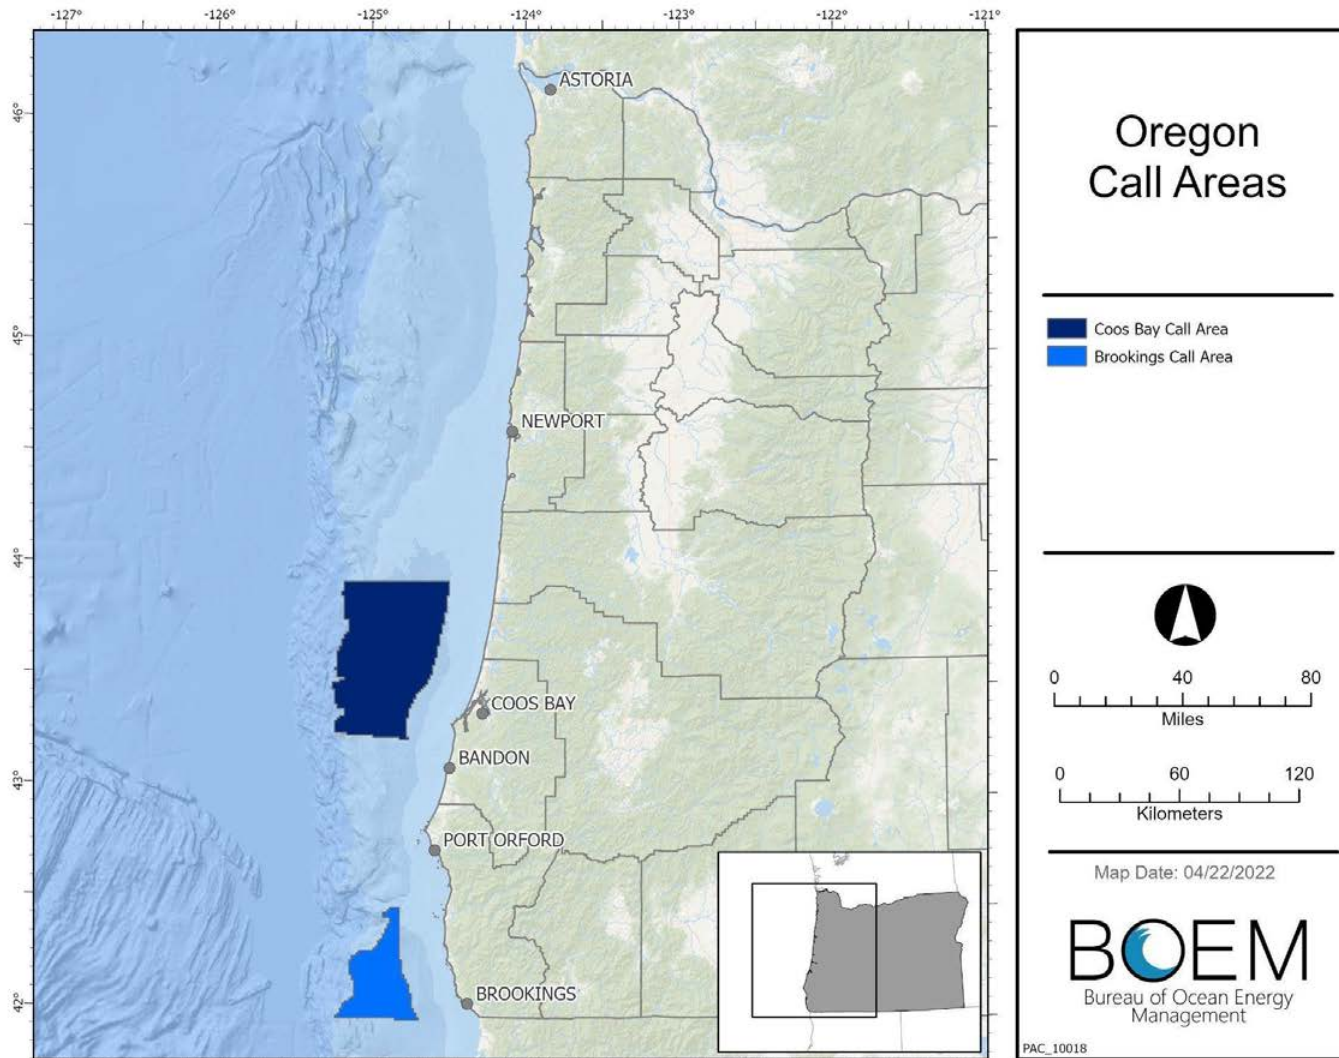 -127°
-126°
-125°
-124°
-123°
-122°
-121°
46°
45°
44°
43°
42°
ASTORIA
NEWPORT
COOS BAY
BANDON
PORT ORFORD
BROOKINGS
Oregon
Call Areas
Coos Bay Call Area
Brookings Call Area
0 40 80
Miles
0 60 120
Kilometers
Map Date: 04/22/2022
BOEM
Bureau of Ocean Energy
Management
PAC_10018